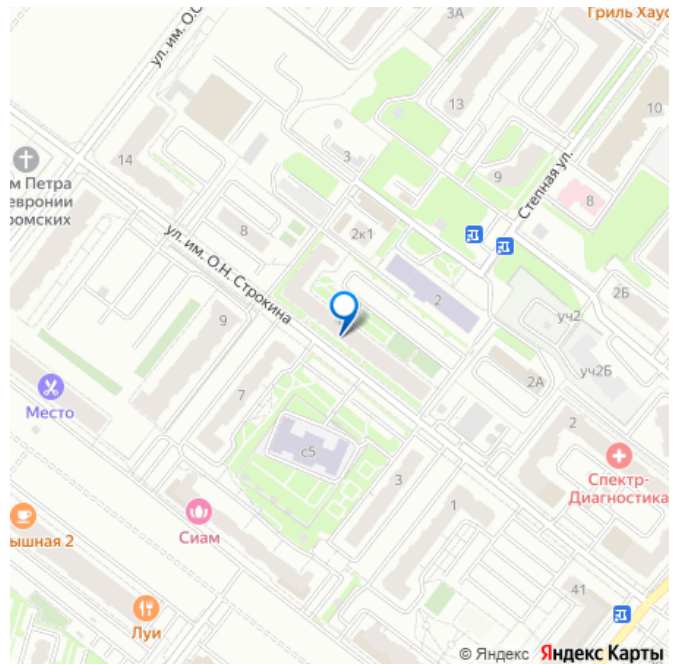 3А
Гриль Хаус
ул. им. О.С
13
10
14
3
9
Степная ул.
8
м Петра
евронии
ромских
8
2к1
ул. им. О.Н. Строкина
2
2Б
9
уч2
7
2А
уч2Б
Место
с5
3
2
Спектр-
Диагностика
1
Сиам
ышная 2
41
Луи
© Яндекс Яндекс Карты